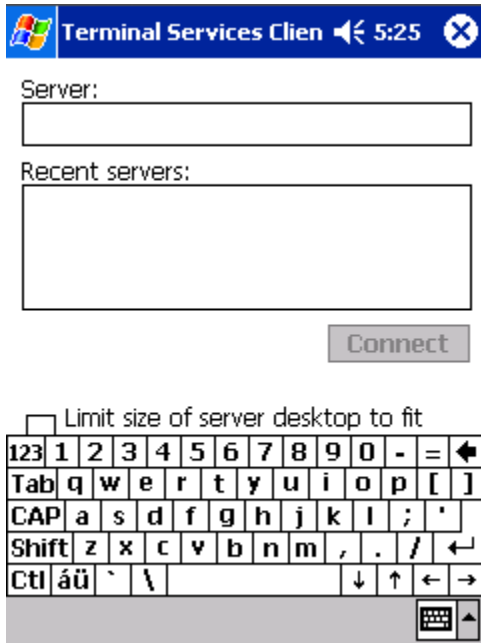 Terminal Services Clien 5:25
Server:
Recent servers:
Connect
Limit size of server desktop to fit
123 1 2 3 4 5 6 7 8 9 0 - =
Tab q w e r t y u i o p [ ]
CAP a s d f g h j k l ; '
Shift z x c v b n m , . /
Ctl áü ` \